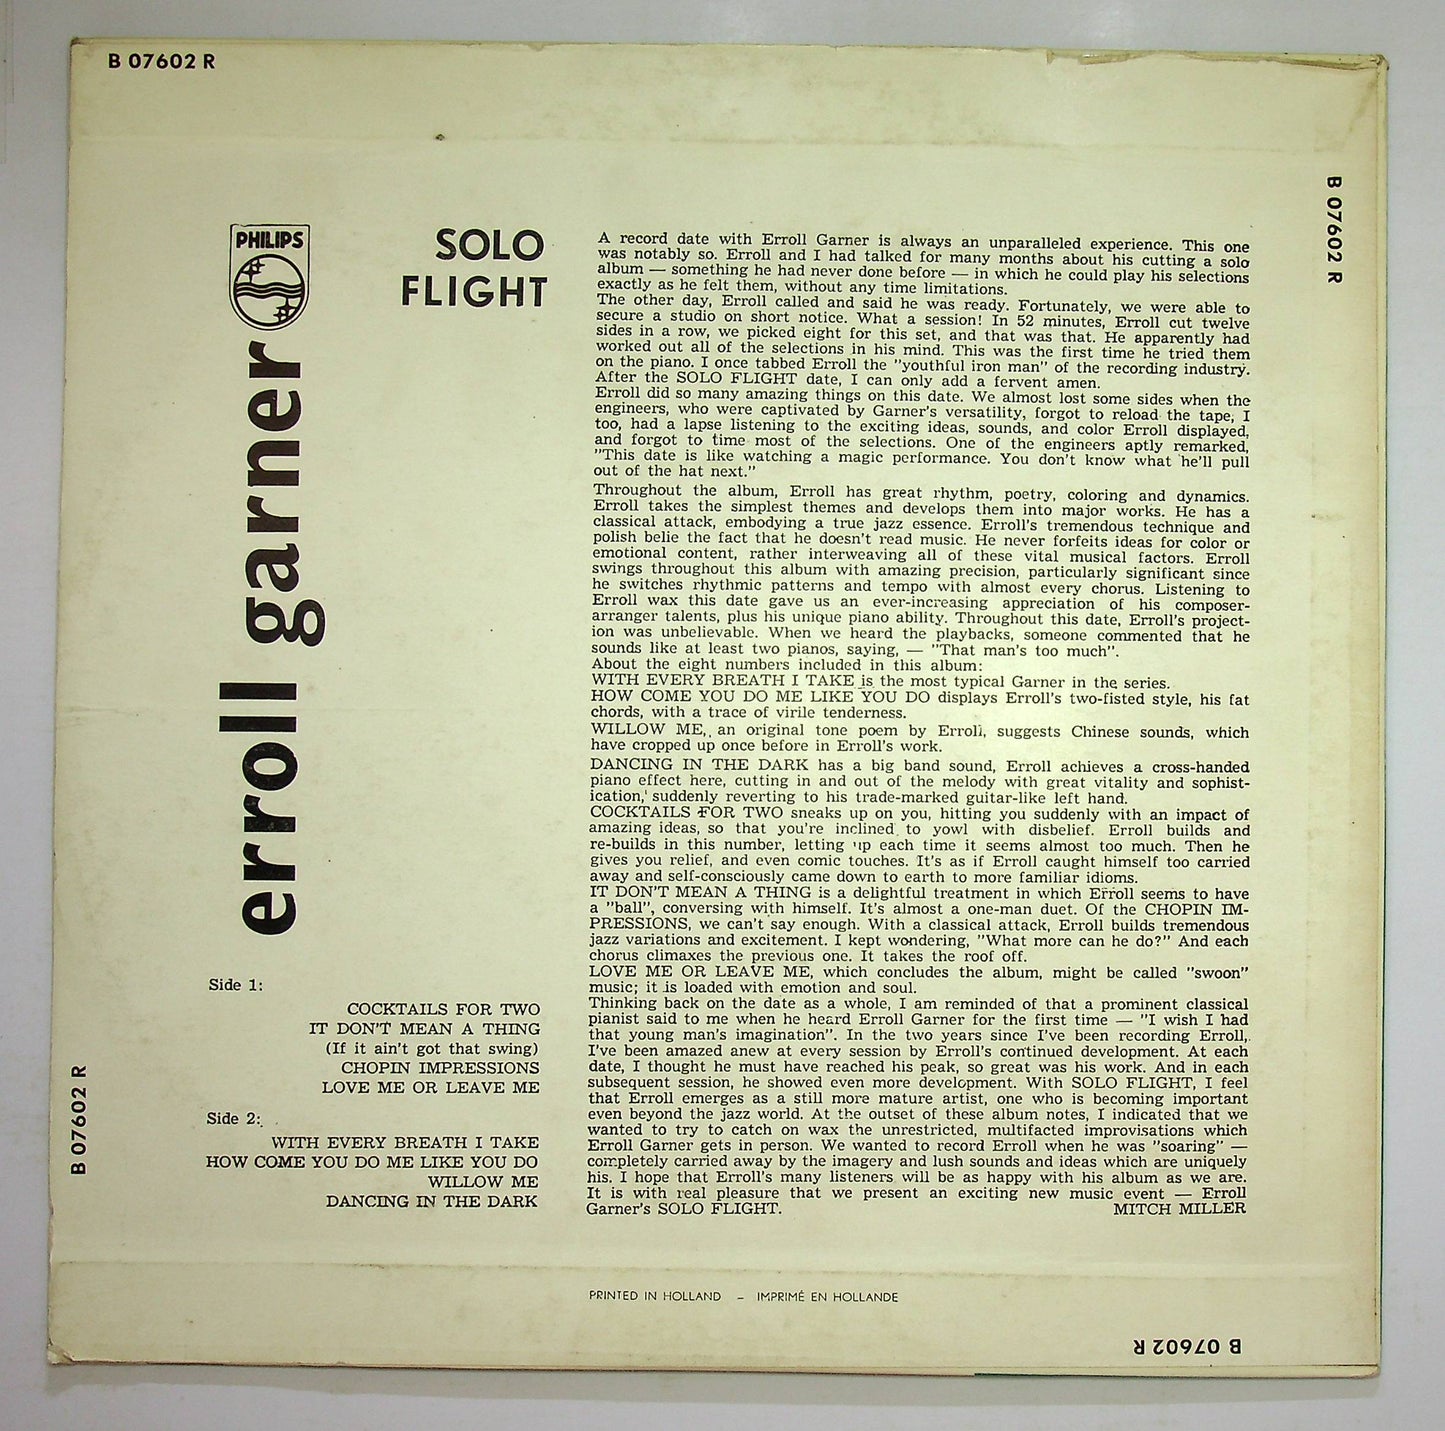 B 07602 R
B 07602 R
PHILIPS
SOLO
FLIGHT
erroll garner
A record date with Erroll Garner is always an unparalleled experience. This one
was notably so. Erroll and I had talked for many months about his cutting a solo
album — something he had never done before — in which he could play his selections
exactly as he felt them, without any time limitations.
The other day, Erroll called and said he was ready. Fortunately, we were able to
secure a studio on short notice. What a session! In 52 minutes, Erroll cut twelve
sides in a row, we picked eight for this set, and that was that. He apparently had
worked out all of the selections in his mind. This was the first time he tried them
on the piano. I once tabbed Erroll the "youthful iron man" of the recording industry.
After the SOLO FLIGHT date, I can only add a fervent amen.
Erroll did so many amazing things on this date. We almost lost some sides when the
engineers, who were captivated by Garner's versatility, forgot to reload the tape, I
too, had a lapse listening to the exciting ideas, sounds, and color Erroll displayed,
and forgot to time most of the selections. One of the engineers aptly remarked,
"This date is like watching a magic performance. You don't know what he'll pull
out of the hat next."
Throughout the album, Erroll has great rhythm, poetry, coloring and dynamics.
Erroll takes the simplest themes and develops them into major works. He has a
classical attack, embodying a true jazz essence. Erroll's tremendous technique and
polish belie the fact that he doesn't read music. He never forfeits ideas for color or
emotional content, rather interweaving all of these vital musical factors. Erroll
swings throughout this album with amazing precision, particularly significant since
he switches rhythmic patterns and tempo with almost every chorus. Listening to
Erroll wax this date gave us an ever-increasing appreciation of his composer-
arranger talents, plus his unique piano ability. Throughout this date, Erroll's project-
ion was unbelievable. When we heard the playbacks, someone commented that he
sounds like at least two pianos, saying, — "That man's too much".
About the eight numbers included in this album:
WITH EVERY BREATH I TAKE is the most typical Garner in the series.
HOW COME YOU DO ME LIKE YOU DO displays Erroll's two-fisted style, his fat
chords, with a trace of virile tenderness.
WILLOW ME, an original tone poem by Erroll, suggests Chinese sounds, which
have cropped up once before in Erroll's work.
DANCING IN THE DARK has a big band sound, Erroll achieves a cross-handed
piano effect here, cutting in and out of the melody with great vitality and sophist-
ication, suddenly reverting to his trade-marked guitar-like left hand.
COCKTAILS FOR TWO sneaks up on you, hitting you suddenly with an impact of
amazing ideas, so that you're inclined to yowl with disbelief. Erroll builds and
re-builds in this number, letting up each time it seems almost too much. Then he
gives you relief, and even comic touches. It's as if Erroll caught himself too carried
away and self-consciously came down to earth to more familiar idioms.
IT DON'T MEAN A THING is a delightful treatment in which Erroll seems to have
a "ball", conversing with himself. It's almost a one-man duet. Of the CHOPIN IM-
PRESSIONS, we can't say enough. With a classical attack, Erroll builds tremendous
jazz variations and excitement. I kept wondering, "What more can he do?" And each
chorus climaxes the previous one. It takes the roof off.
LOVE ME OR LEAVE ME, which concludes the album, might be called "swoon"
music; it is loaded with emotion and soul.
Thinking back on the date as a whole, I am reminded of that a prominent classical
pianist said to me when he heard Erroll Garner for the first time — "I wish I had
that young man's imagination". In the two years since I've been recording Erroll,
I've been amazed anew at every session by Erroll's continued development. At each
date, I thought he must have reached his peak, so great was his work. And in each
subsequent session, he showed even more development. With SOLO FLIGHT, I feel
that Erroll emerges as a still more mature artist, one who is becoming important
even beyond the jazz world. At the outset of these album notes, I indicated that we
wanted to try to catch on wax the unrestricted, multifacted improvisations which
Erroll Garner gets in person. We wanted to record Erroll when he was "soaring" —
completely carried away by the imagery and lush sounds and ideas which are uniquely
his. I hope that Erroll's many listeners will be as happy with his album as we are.
It is with real pleasure that we present an exciting new music event — Erroll
Garner's SOLO FLIGHT. MITCH MILLER
Side 1:
COCKTAILS FOR TWO
IT DON'T MEAN A THING
(If it ain't got that swing)
CHOPIN IMPRESSIONS
LOVE ME OR LEAVE ME
Side 2:
WITH EVERY BREATH I TAKE
HOW COME YOU DO ME LIKE YOU DO
WILLOW ME
DANCING IN THE DARK
B 07602 R
PRINTED IN HOLLAND – IMPRIMÉ EN HOLLANDE
B 07602 R